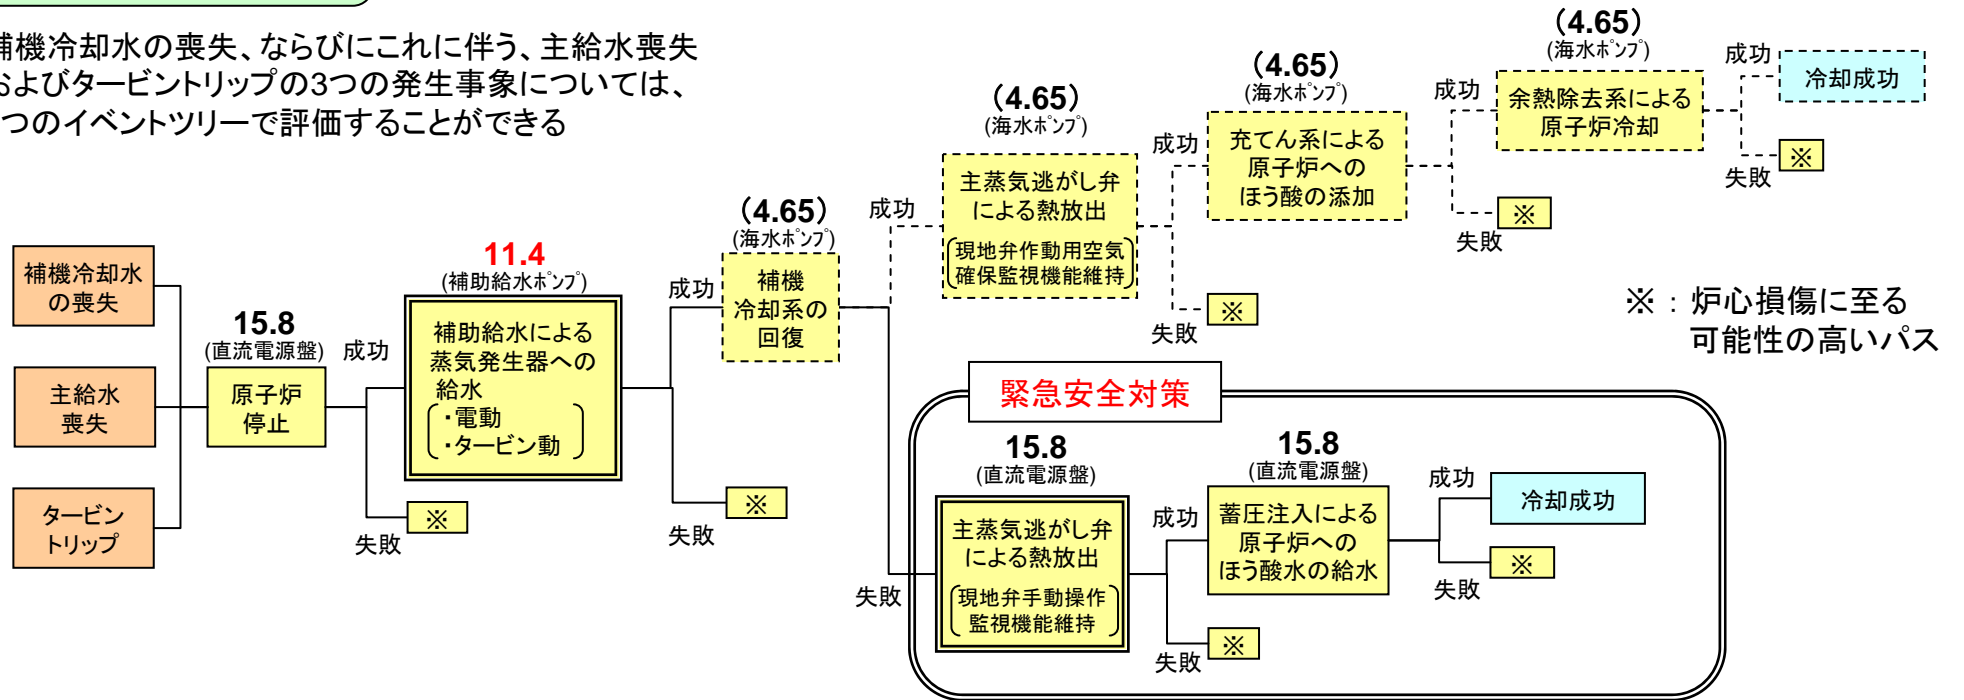 補機冷却水の喪失、ならびにこれに伴う、主給水喪失
およびタービントリップの3つの発生事象については、
つのイベントツリーで評価することができる
補機冷却水
の喪失
主給水
喪失
タービン
トリップ
15.8
(直流電源盤)
原子炉
停止
成功
失敗
※
11.4
(補助給水ポンプ)
補助給水による
蒸気発生器への
給水
・電動
・タービン動
成功
失敗
※
(4.65)
(海水ポンプ)
補機
冷却系の
回復
成功
失敗
(4.65)
(海水ポンプ)
主蒸気逃がし弁
による熱放出
現地弁作動用空気
確保監視機能維持
成功
失敗
※
(4.65)
(海水ポンプ)
充てん系による
原子炉への
ほう酸の添加
成功
失敗
※
(4.65)
(海水ポンプ)
余熱除去系による
原子炉冷却
成功
冷却成功
失敗
※
※：炉心損傷に至る
可能性の高いパス
緊急安全対策
15.8
(直流電源盤)
主蒸気逃がし弁
による熱放出
現地弁手動操作
監視機能維持
成功
失敗
※
15.8
(直流電源盤)
蓄圧注入による
原子炉への
ほう酸水の給水
成功
冷却成功
失敗
※